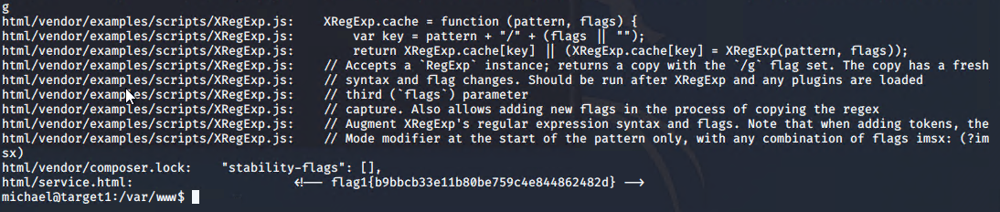 g
html/vendor/examples/scripts/XRegExp.js:    XRegExp.cache = function (pattern, flags) {
html/vendor/examples/scripts/XRegExp.js:        var key = pattern + "/" + (flags || "");
html/vendor/examples/scripts/XRegExp.js:        return XRegExp.cache[key] || (XRegExp.cache[key] = XRegExp(pattern, flags));
html/vendor/examples/scripts/XRegExp.js:    // Accepts a `RegExp` instance; returns a copy with the `/g` flag set. The copy has a fresh
html/vendor/examples/scripts/XRegExp.js:    // syntax and flag changes. Should be run after XRegExp and any plugins are loaded
html/vendor/examples/scripts/XRegExp.js:    // third (`flags`) parameter
html/vendor/examples/scripts/XRegExp.js:    // capture. Also allows adding new flags in the process of copying the regex
html/vendor/examples/scripts/XRegExp.js:    // Augment XRegExp's regular expression syntax and flags. Note that when adding tokens, the
html/vendor/examples/scripts/XRegExp.js:    // Mode modifier at the start of the pattern only, with any combination of flags imsx: (?im
sx)
html/vendor/composer.lock:    "stability-flags": [],
html/service.html:                      <!-- flag1{b9bbcb33e11b80be759c4e844862482d} -->
michael@target1:/var/www$